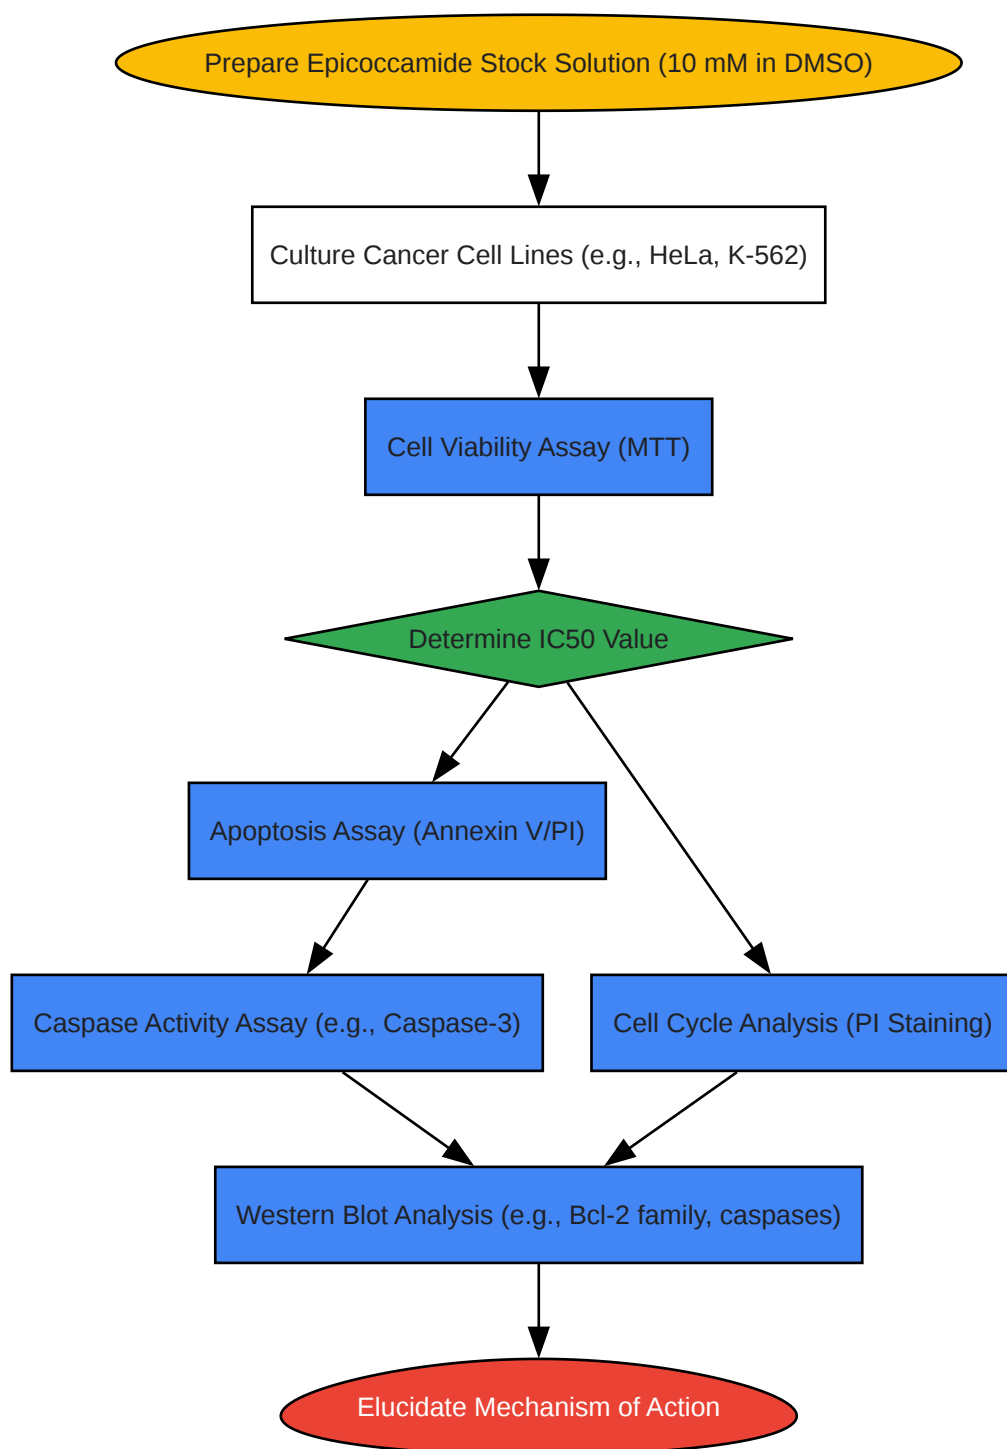 Prepare Epicoccamide Stock Solution (10 mM in DMSO)
Culture Cancer Cell Lines (e.g., HeLa, K-562)
Cell Viability Assay (MTT)
Determine IC50 Value
Apoptosis Assay (Annexin V/PI)
Caspase Activity Assay (e.g., Caspase-3)
Cell Cycle Analysis (PI Staining)
Western Blot Analysis (e.g., Bcl-2 family, caspases)
Elucidate Mechanism of Action